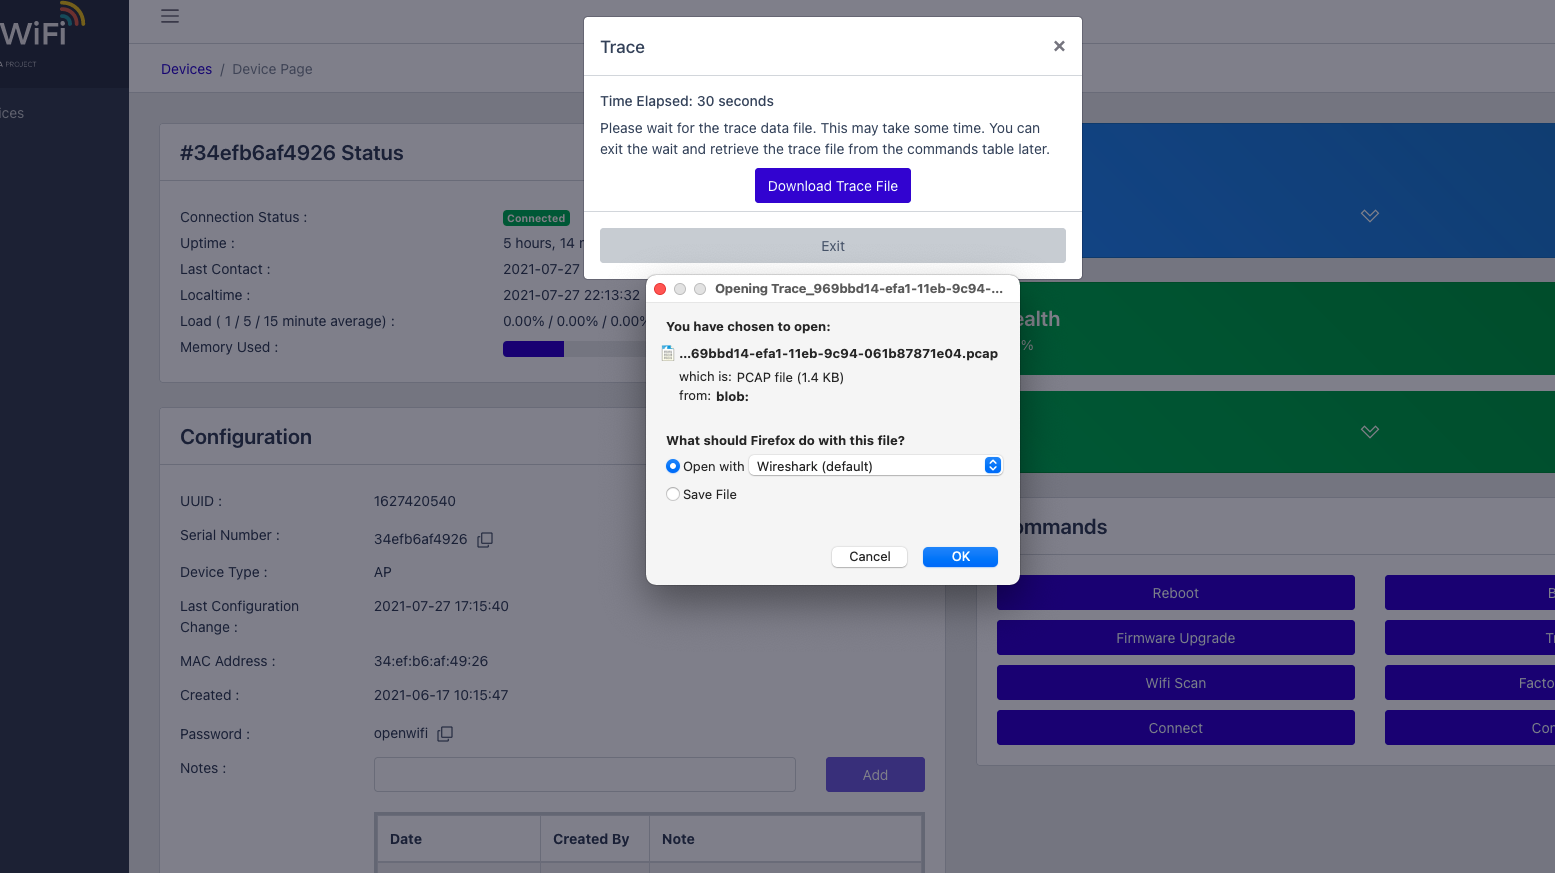 WiFi
A PROJECT
ices
Devices / Device Page
Trace
×
Time Elapsed: 30 seconds
Please wait for the trace data file. This may take some time. You can
exit the wait and retrieve the trace file from the commands table later.
Download Trace File
Exit
#34efb6af4926 Status
Connection Status : Connected
Uptime : 5 hours, 14 m
Last Contact : 2021-07-27
Localtime : 2021-07-27 22:13:32
Load ( 1 / 5 / 15 minute average) : 0.00% / 0.00% / 0.00%
Memory Used :
ealth
%
Opening Trace_969bbd14-efa1-11eb-9c94-...
You have chosen to open:
...69bbd14-efa1-11eb-9c94-061b87871e04.pcap
which is: PCAP file (1.4 KB)
from: blob:
What should Firefox do with this file?
Open with Wireshark (default)
Save File
Cancel
OK
Configuration
UUID : 1627420540
Serial Number : 34efb6af4926
Device Type : AP
Last Configuration
Change : 2021-07-27 17:15:40
MAC Address : 34:ef:b6:af:49:26
Created : 2021-06-17 10:15:47
Password : openwifi
Notes :
Add
Date Created By Note
ommands
Reboot
B
Firmware Upgrade
Tr
Wifi Scan
Facto
Connect
Con